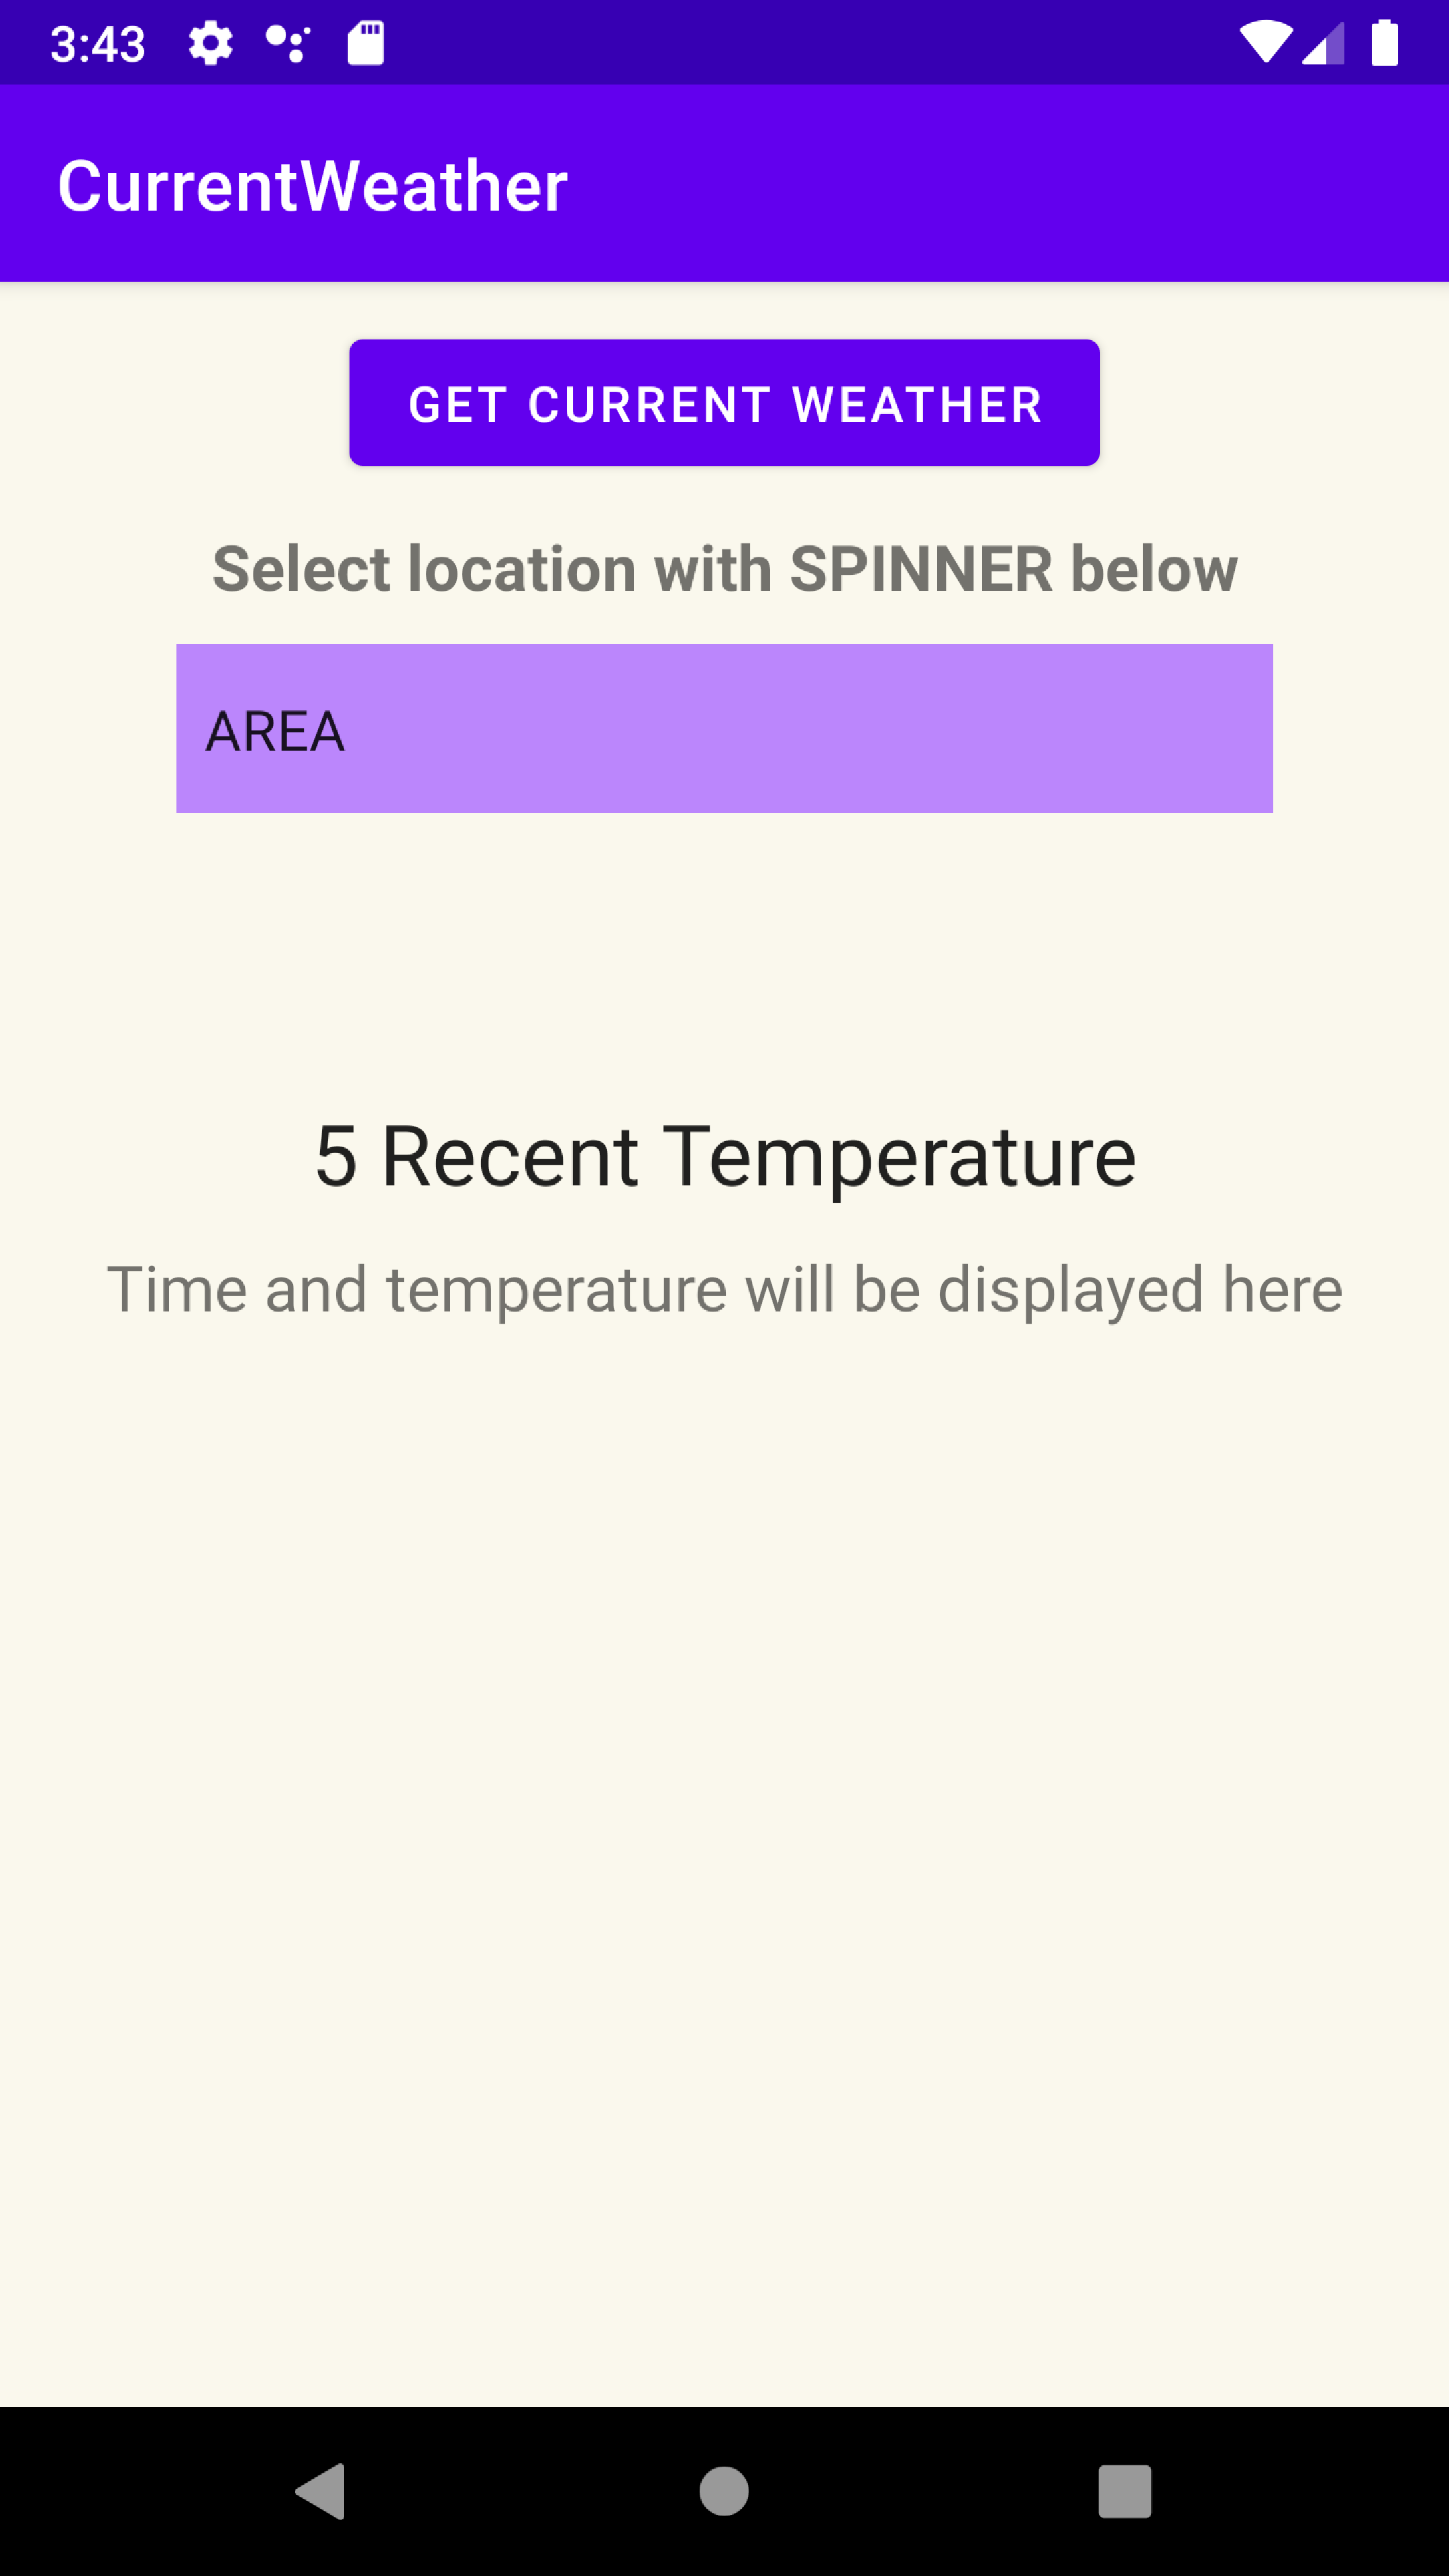 3:43
CurrentWeather
GET CURRENT WEATHER
Select location with SPINNER below
AREA
5 Recent Temperature
Time and temperature will be displayed here